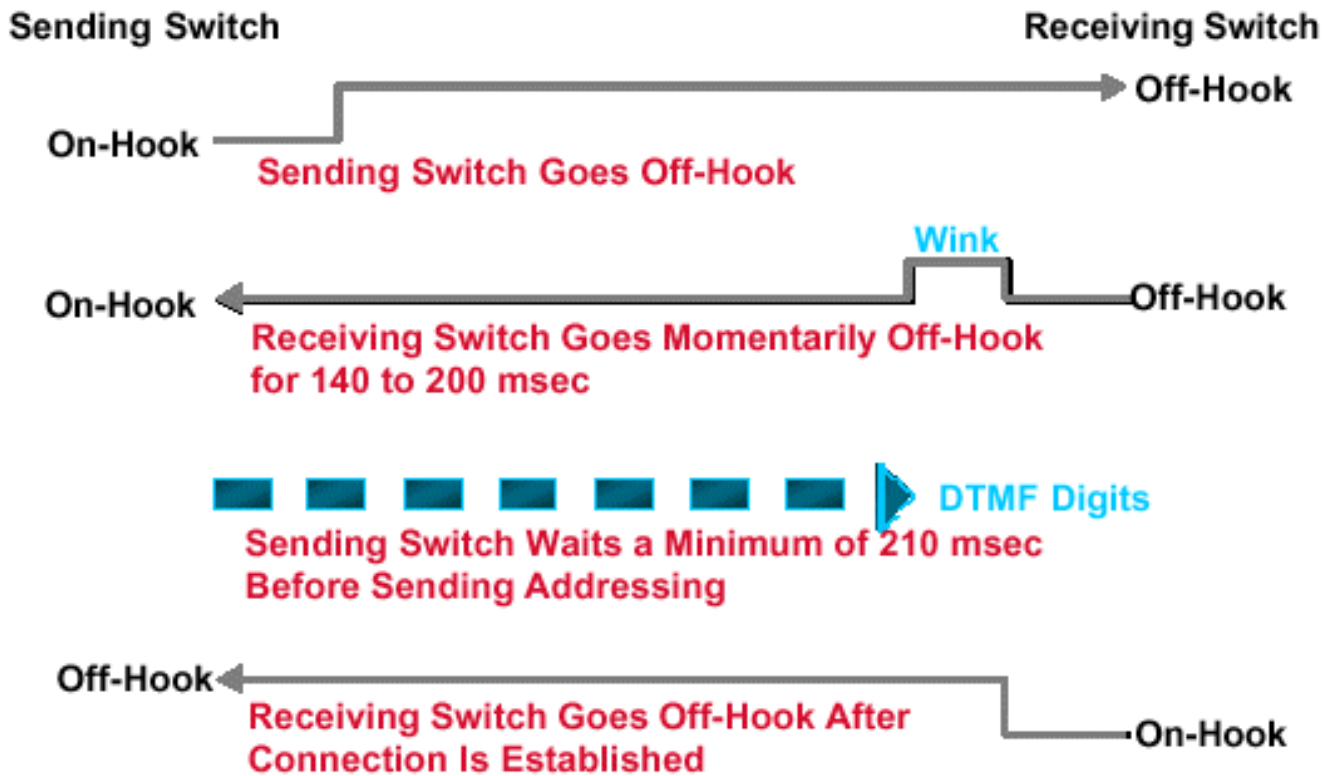 Sending Switch
Receiving Switch
Off-Hook
On-Hook
Sending Switch Goes Off-Hook
Wink
On-Hook
Off-Hook
Receiving Switch Goes Momentarily Off-Hook
for 140 to 200 msec
DTMF Digits
Sending Switch Waits a Minimum of 210 msec
Before Sending Addressing
Off-Hook
Receiving Switch Goes Off-Hook After
Connection Is Established
On-Hook